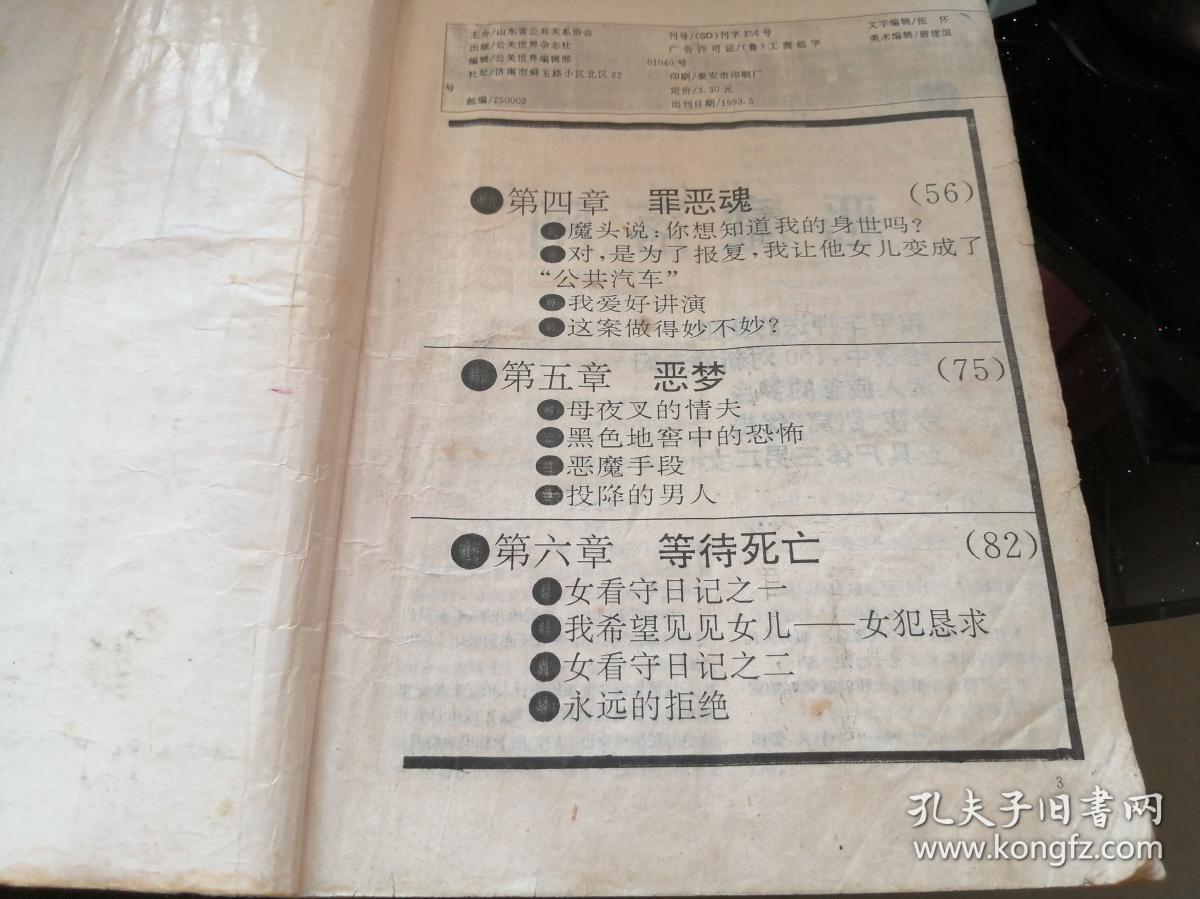 主办/山东省公共关系协会
出版/公关世界杂志社
编辑/公关世界编辑部
社址/济南市舜玉路小区北区22
号
邮编/250002
刊号/(SD)刊字256号
广告许可证/(鲁)工商临字
01040号
印刷/泰安市印刷厂
定价/3.30元
出刊日期/1993.5
文字编辑/张 怀
美术编辑/唐建国
第四章 罪恶魂 (56)
魔头说:你想知道我的身世吗?
对,是为了报复,我让他女儿变成了
“公共汽车”
我爱好讲演
这案做得妙不妙?
第五章 恶梦 (75)
母夜叉的情夫
黑色地窖中的恐怖
恶魔手段
投降的男人
第六章 等待死亡 (82)
女看守日记之一
我希望见见女儿——女犯恳求
女看守日记之二
永远的拒绝
3
孔夫子旧书网
www.kongfz.com